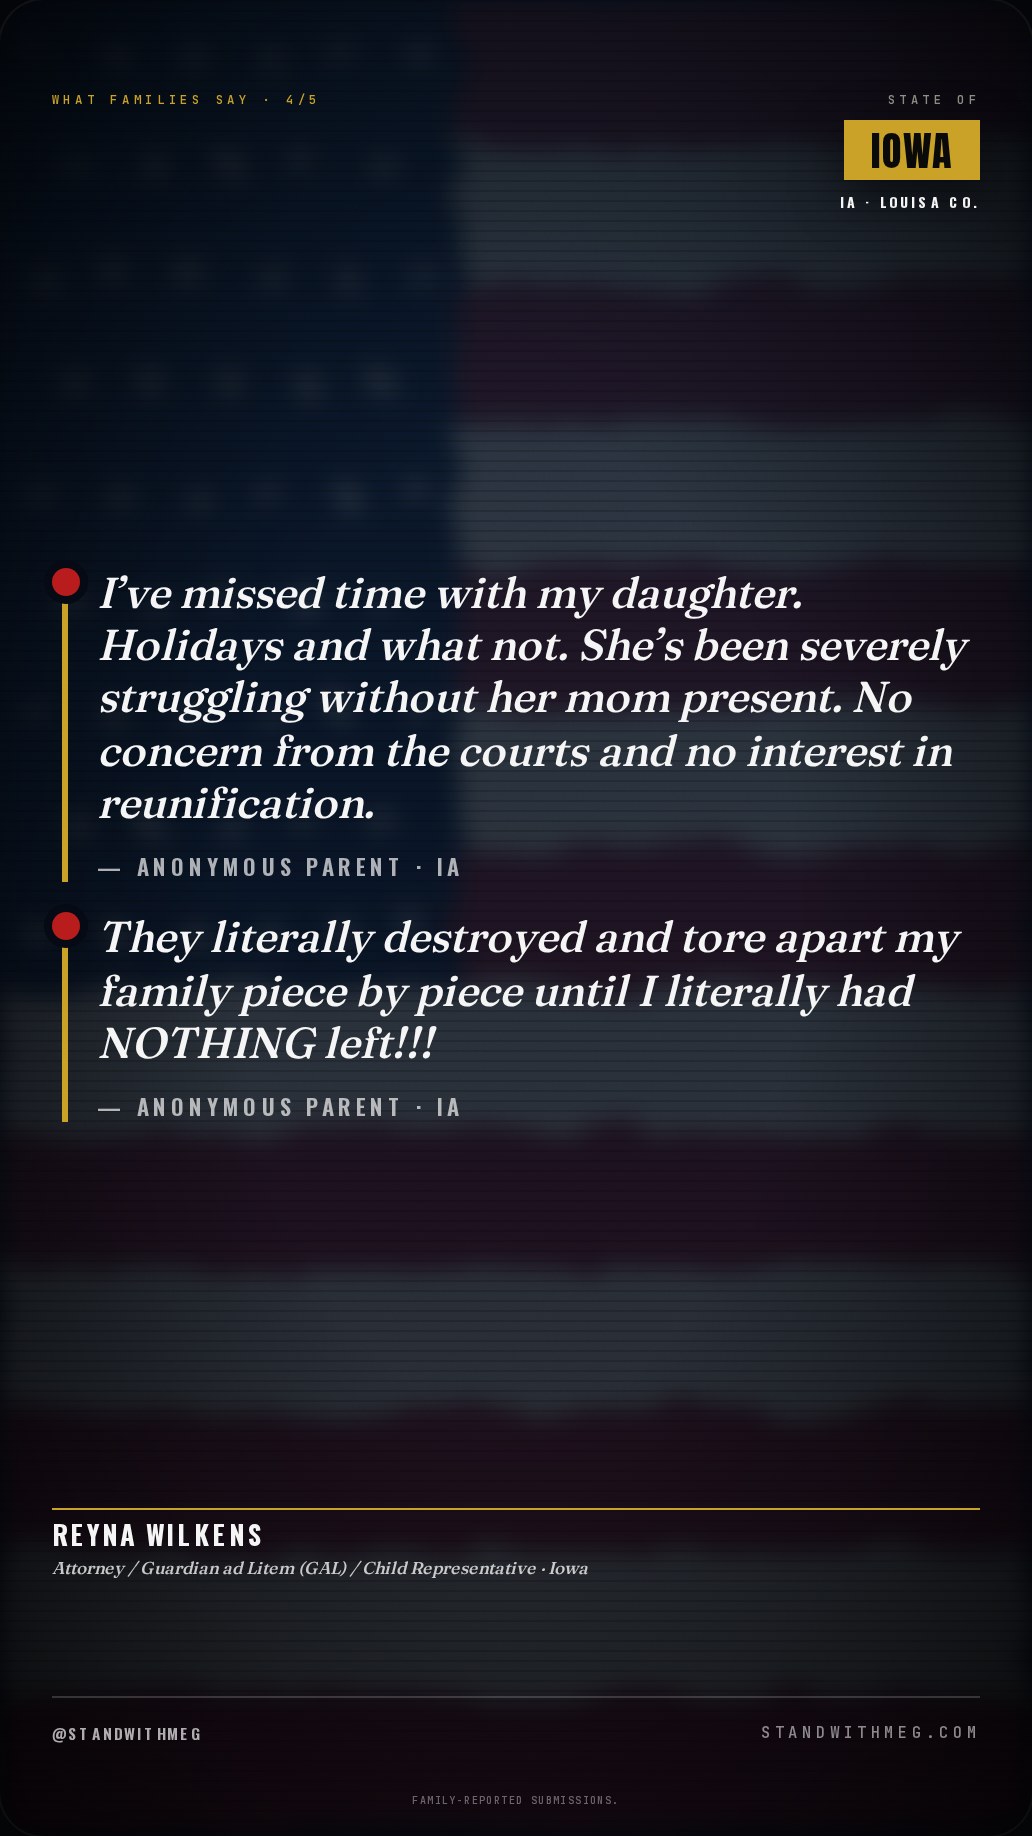 WHAT FAMILIES SAY · 4/5
STATE OF
IOWA
IA · LOUISA CO.
I’ve missed time with my daughter.
Holidays and what not. She’s been severely
struggling without her mom present. No
concern from the courts and no interest in
reunification.
— ANONYMOUS PARENT · IA
They literally destroyed and tore apart my
family piece by piece until I literally had
NOTHING left!!!
— ANONYMOUS PARENT · IA
REYNA WILKENS
Attorney / Guardian ad Litem (GAL) / Child Representative · Iowa
@STANDWITHMEG
STANDWITHMEG.COM
FAMILY-REPORTED SUBMISSIONS.